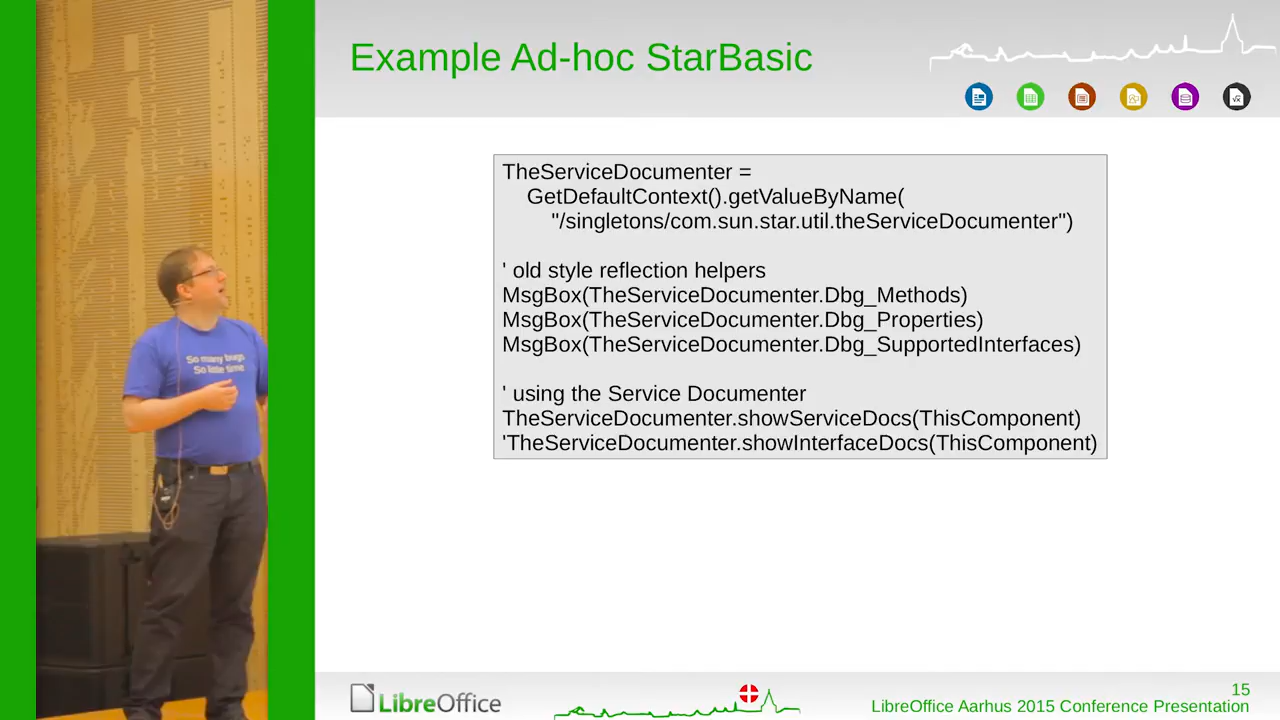 Example Ad-hoc StarBasic
TheServiceDocumenter =
GetDefaultContext().getValueByName(
"/singletons/com.sun.star.util.theServiceDocumenter")
' old style reflection helpers
MsgBox(TheServiceDocumenter.Dbg_Methods)
MsgBox(TheServiceDocumenter.Dbg_Properties)
MsgBox(TheServiceDocumenter.Dbg_SupportedInterfaces)
' using the Service Documenter
TheServiceDocumenter.showServiceDocs(ThisComponent)
'TheServiceDocumenter.showInterfaceDocs(ThisComponent)
So many bugs,
So little time
LibreOffice
15
LibreOffice Aarhus 2015 Conference Presentation